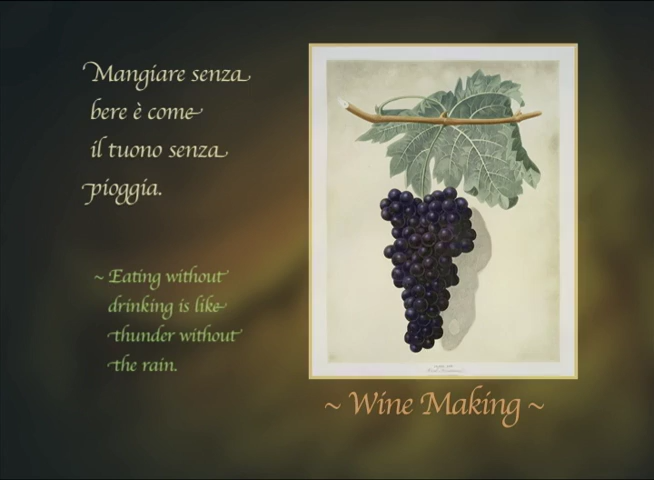 Mangiare senza
bere è come
il tuono senza
pioggia.
~ Eating without
drinking is like
thunder without
the rain.
~ Wine Making ~